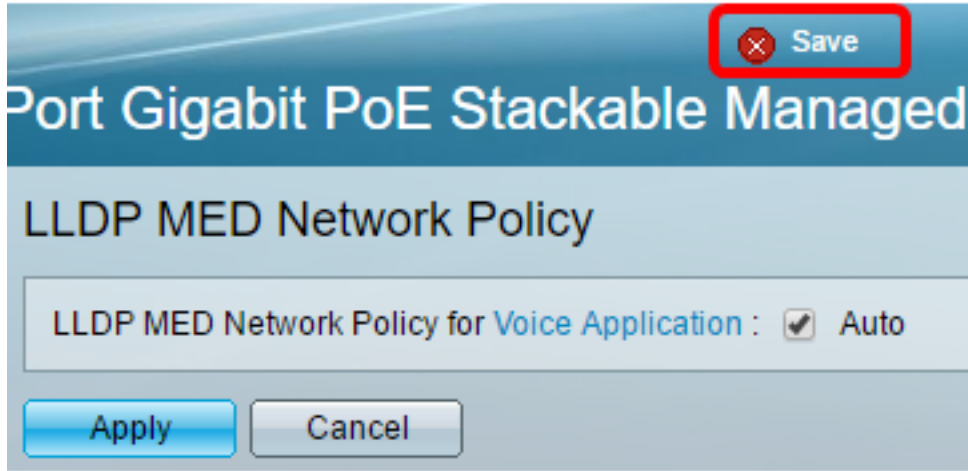 Save
Port Gigabit PoE Stackable Managed
LLDP MED Network Policy
LLDP MED Network Policy for Voice Application : Auto
Apply Cancel